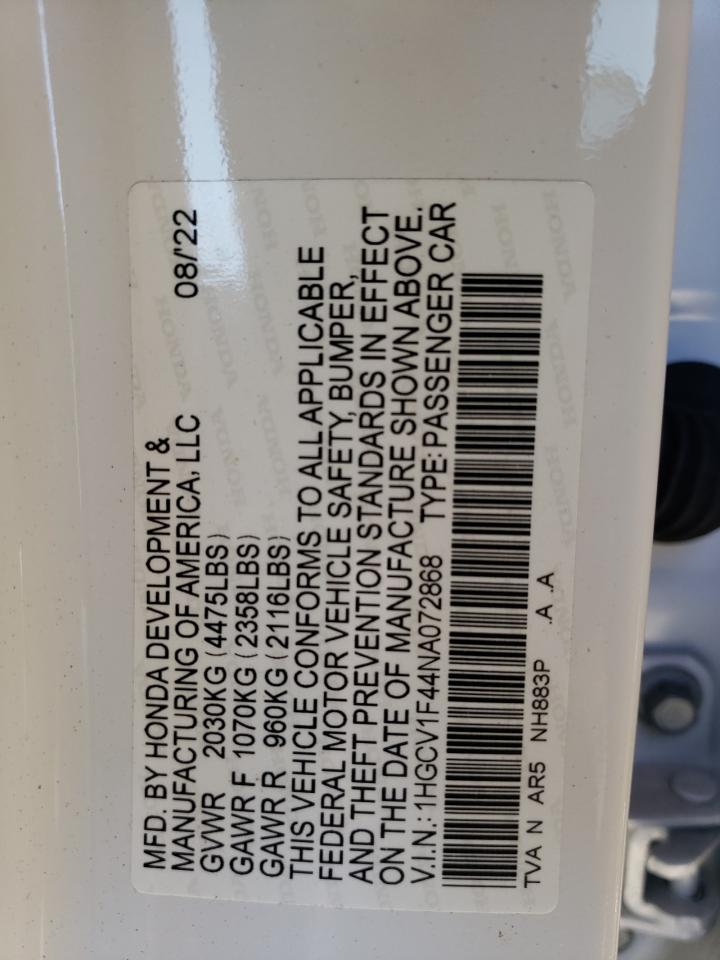 MFD. BY HONDA DEVELOPMENT &
MANUFACTURING OF AMERICA, LLC 08/'22
GVWR 2030KG (4475LBS)
GAWR F 1070KG (2358LBS)
GAWR R 960KG (2116LBS)
THIS VEHICLE CONFORMS TO ALL APPLICABLE
FEDERAL MOTOR VEHICLE SAFETY, BUMPER,
AND THEFT PREVENTION STANDARDS IN EFFECT
ON THE DATE OF MANUFACTURE SHOWN ABOVE.
V.I.N.: 1HGCV1F44NA072868 TYPE: PASSENGER CAR
TVA N AR5 NH883P .A .A